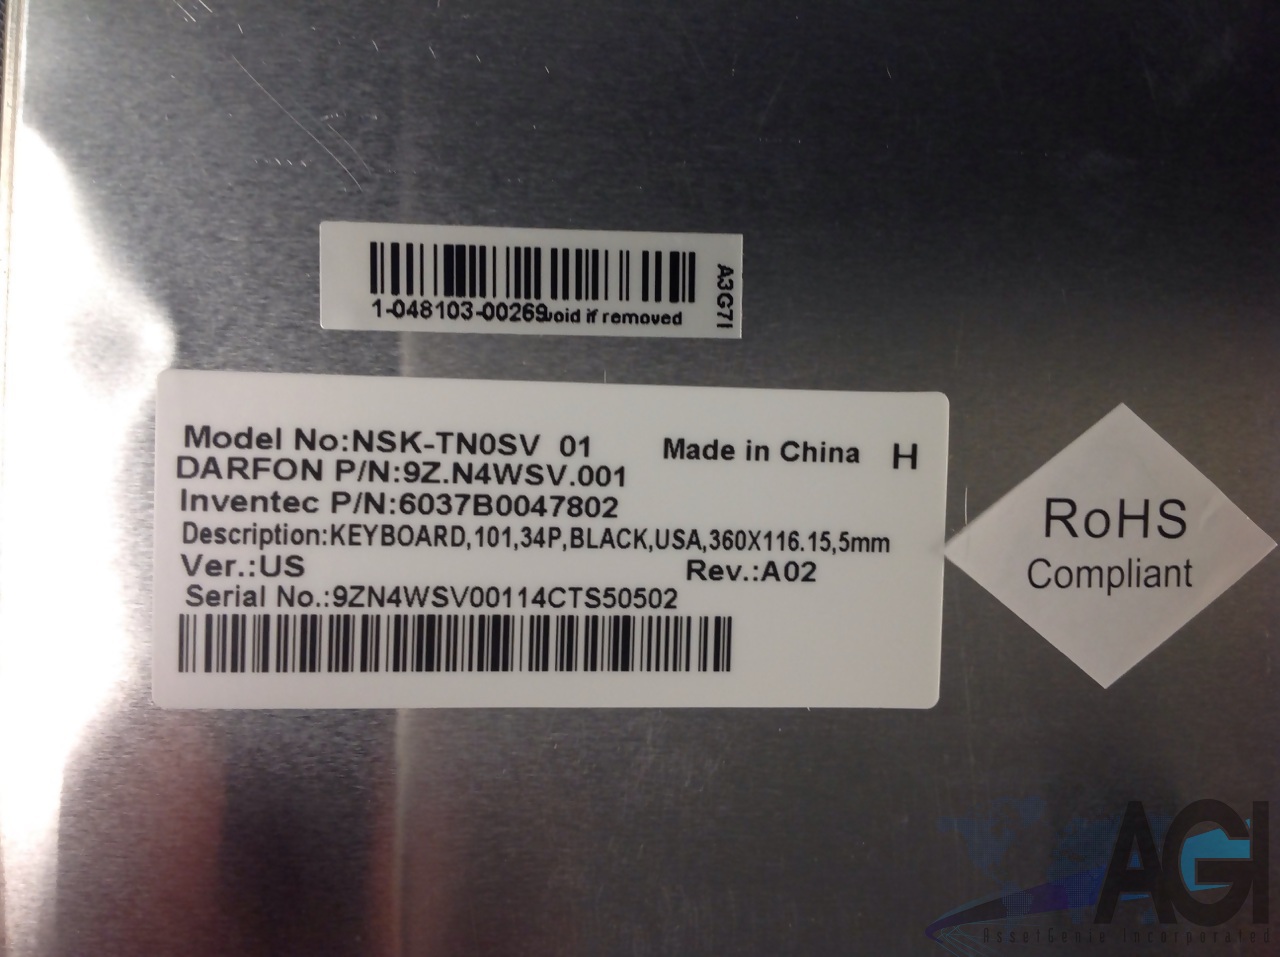 1-048103-00269 void if removed
A3G7I
Model No:NSK-TN0SV 01
Made in China H
DARFON P/N:9Z.N4WSV.001
Inventec P/N:6037B0047802
Description:KEYBOARD,101,34P,BLACK,USA,360X116.15,5mm
Ver.:US
Rev.:A02
Serial No.:9ZN4WSV00114CTS50502
RoHS
Compliant
AGI
AssetGenie Incorporated